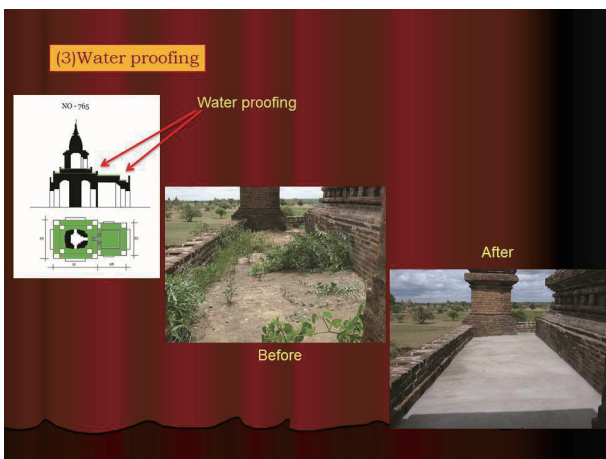 (3)Water proofing
NO - 765
Water proofing
After
Before